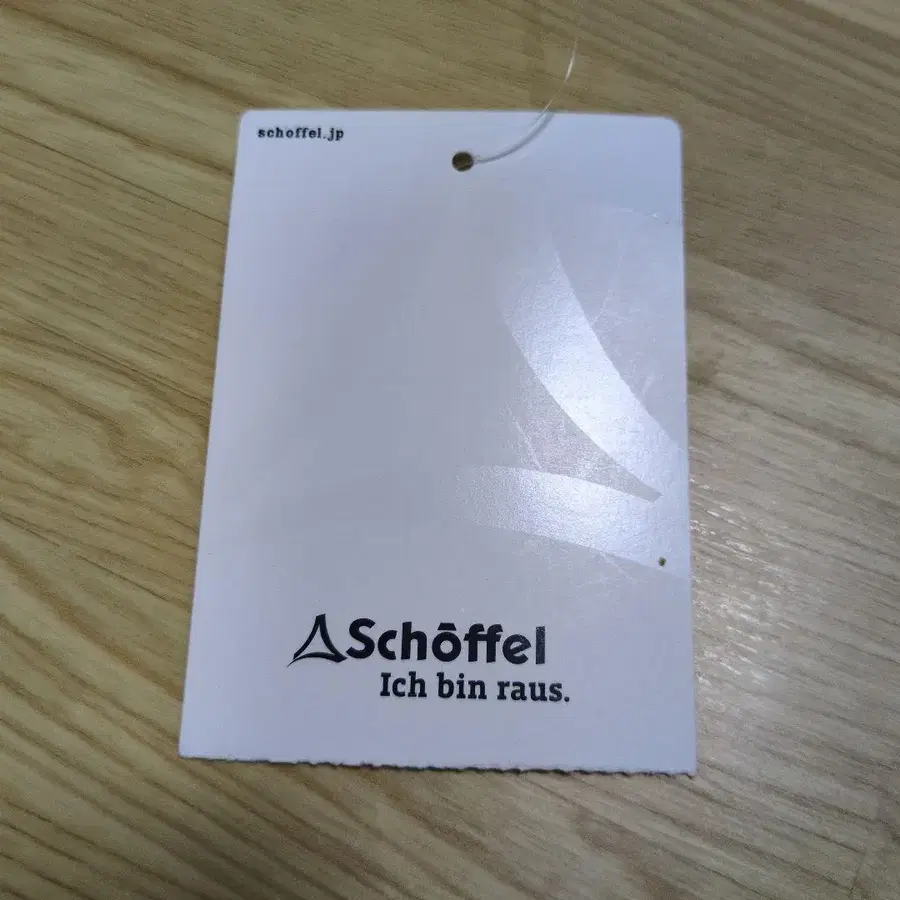 schoffel.jp
Schöffel
Ich bin raus.